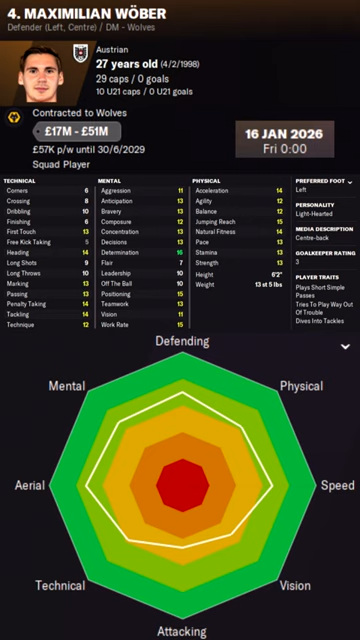 4. MAXIMILIAN WÖBER
Defender (Left, Centre) / DM - Wolves
Austrian
27 years old (4/2/1998)
29 caps / 0 goals
10 U21 caps / 0 U21 goals
Contracted to Wolves
£17M - £51M
£57K p/w until 30/6/2029
Squad Player
16 JAN 2026
Fri 0:00
TECHNICAL
Corners 6
Crossing 8
Dribbling 10
Finishing 6
First Touch 13
Free Kick Taking 5
Heading 14
Long Shots 9
Long Throws 10
Marking 13
Passing 13
Penalty Taking 14
Tackling 14
Technique 12
MENTAL
Aggression 11
Anticipation 13
Bravery 13
Composure 12
Concentration 13
Decisions 13
Determination 16
Flair 7
Leadership 10
Off The Ball 10
Positioning 15
Teamwork 13
Vision 11
Work Rate 15
PHYSICAL
Acceleration 14
Agility 12
Balance 12
Jumping Reach 15
Natural Fitness 14
Pace 13
Stamina 13
Strength 13
Height 6'2"
Weight 13 st 5 lbs
PREFERRED FOOT
Left
PERSONALITY
Light-Hearted
MEDIA DESCRIPTION
Centre-back
GOALKEEPER RATING
3
PLAYER TRAITS
Plays Short Simple
Passes
Tries To Play Way Out
Of Trouble
Dives Into Tackles
Defending
Mental
Physical
Aerial
Speed
Technical
Vision
Attacking